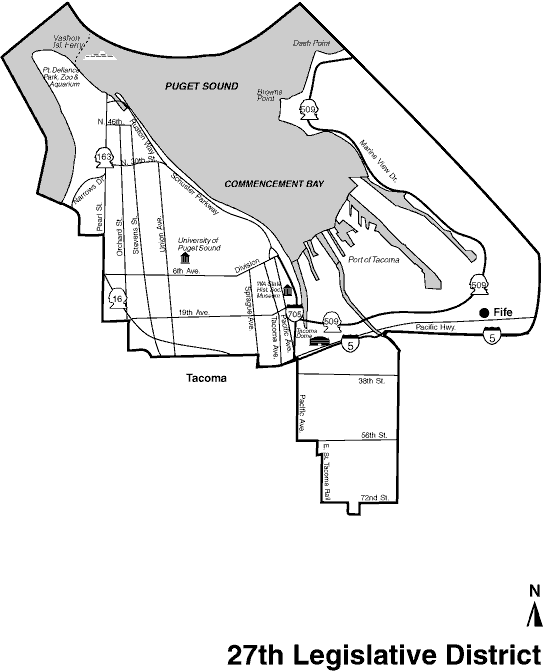 Vashon
Isl. Ferry
Dash Point
Pt. Defiance
Park, Zoo &
Aquarium
PUGET SOUND
Browns
Point
509
N. 46th.
Ruston Way
Marine View Dr.
163
N. 30th St.
Schuster Parkway
COMMENCEMENT BAY
Narrows Dr.
Pearl St.
Orchard St.
Stevens St.
Union Ave.
University of
Puget Sound
Division
Port of Tacoma
6th Ave.
WA State
Hist. Soc.
Museum
509
16
Sprague Ave.
Tacoma Ave.
Pacific Ave.
19th Ave.
705
509
Fife
Pacific Hwy.
Tacoma
Dome
5
5
Tacoma
38th St.
Pacific Ave.
56th St.
E. St. Tacoma Rail
72nd St.
N
27th Legislative District